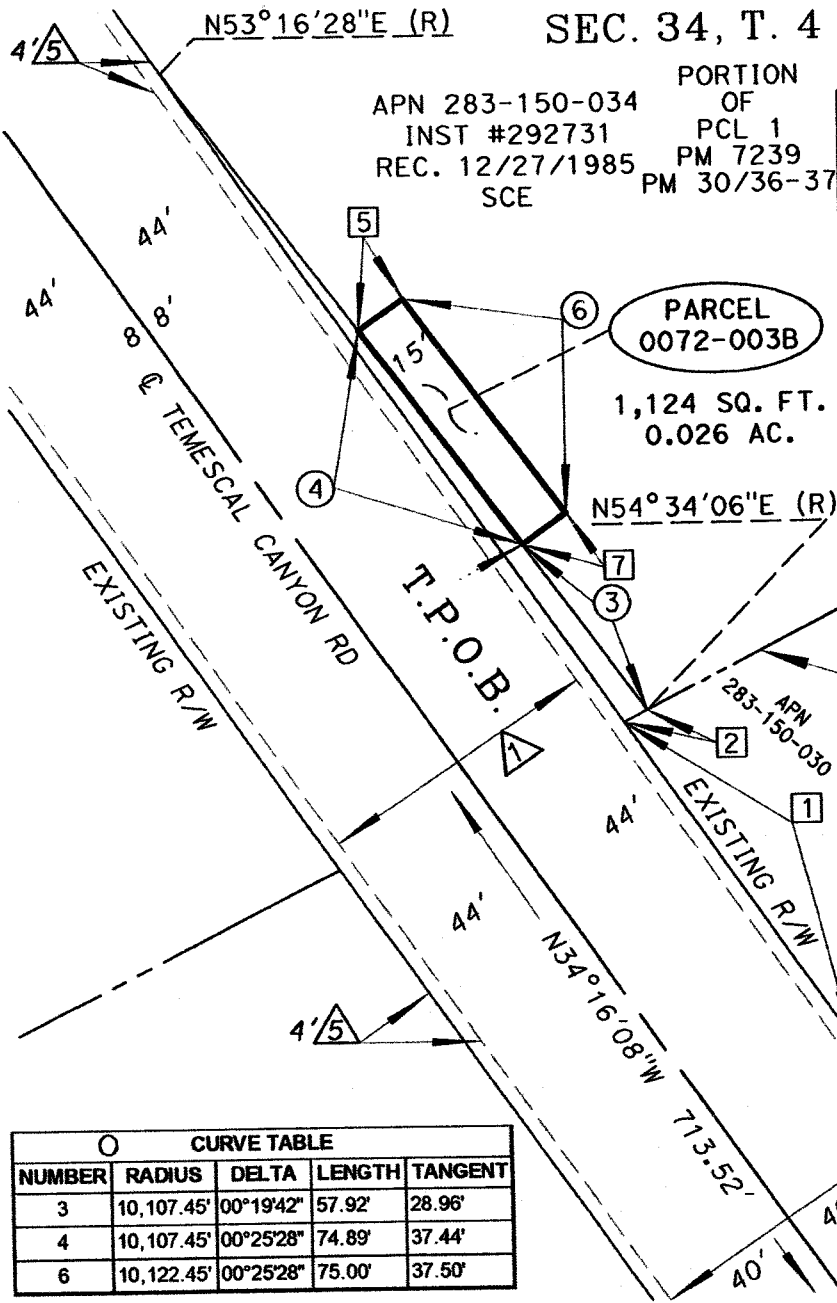 N53°16'28"E (R)
SEC. 34, T. 4
4' 5
APN 283-150-034
INST #292731
REC. 12/27/1985
SCE
PORTION
OF
PCL 1
PM 7239
PM 30/36-37
44'
44'
5
6
PARCEL
0072-003B
15'
8 8'
1,124 SQ. FT.
0.026 AC.
℄ TEMESCAL CANYON RD
4
N54°34'06"E (R)
7
3
EXISTING R/W
T.P.O.B.
APN
283-150-030
2
1
1
44'
EXISTING R/W
44'
N34°16'08"W 713.52'
4' 5
40'
CURVE TABLE
NUMBER RADIUS DELTA LENGTH TANGENT
3 10,107.45' 00°19'42" 57.92' 28.96'
4 10,107.45' 00°25'28" 74.89' 37.44'
6 10,122.45' 00°25'28" 75.00' 37.50'